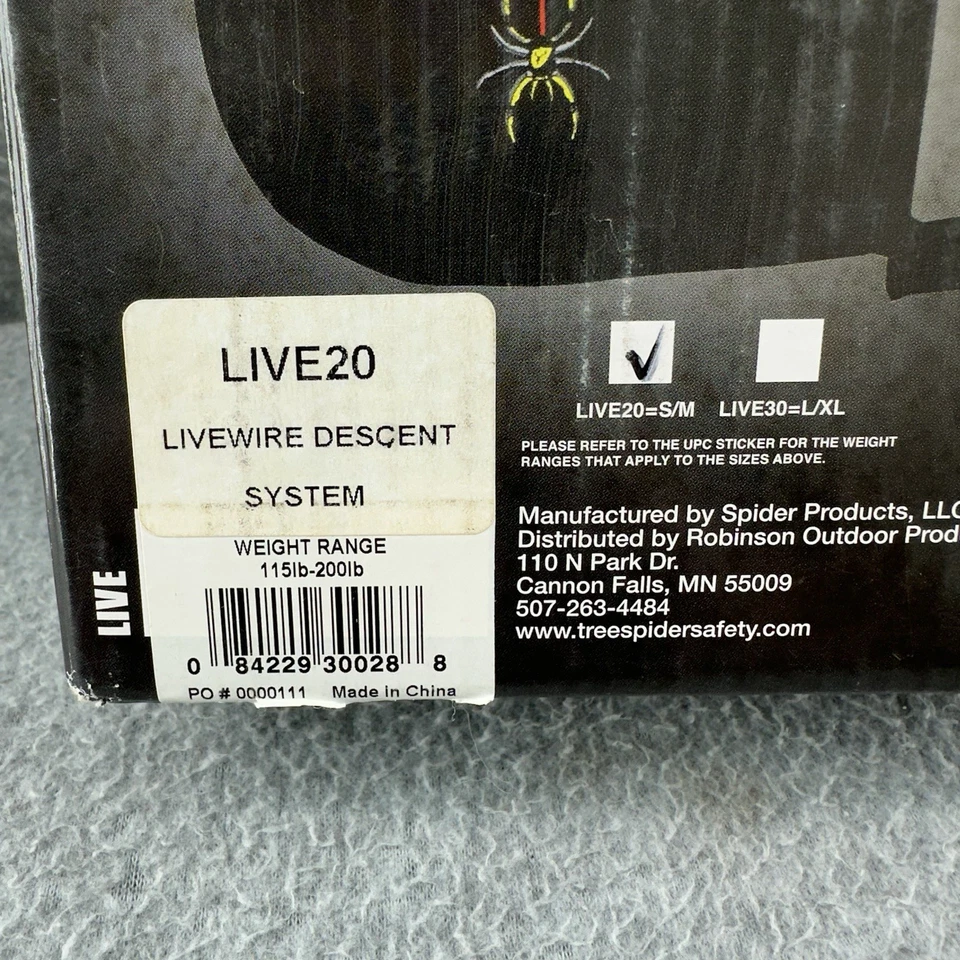 LIVE20
LIVEWIRE DESCENT
SYSTEM
WEIGHT RANGE
115lb-200lb
0 84229 30028 8
PO # 0000111 Made in China
LIVE
LIVE20=S/M LIVE30=L/XL
PLEASE REFER TO THE UPC STICKER FOR THE WEIGHT
RANGES THAT APPLY TO THE SIZES ABOVE.
Manufactured by Spider Products, LLC
Distributed by Robinson Outdoor Prod
110 N Park Dr.
Cannon Falls, MN 55009
507-263-4484
www.treespidersafety.com